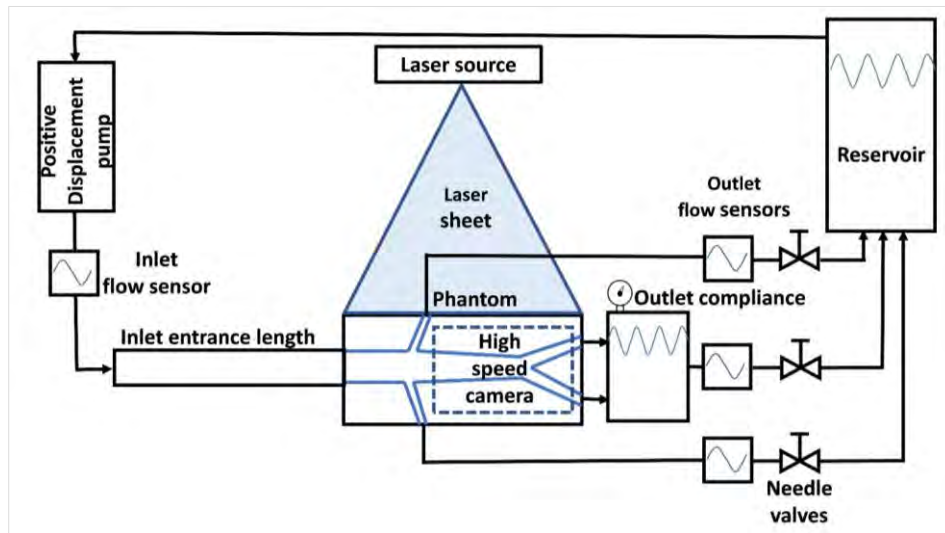 Laser source
Positive
Displacement
pump
Reservoir
Laser
sheet
Outlet
flow sensors
Inlet
flow sensor
Phantom
Outlet compliance
Inlet entrance length
High
speed
camera
Needle
valves